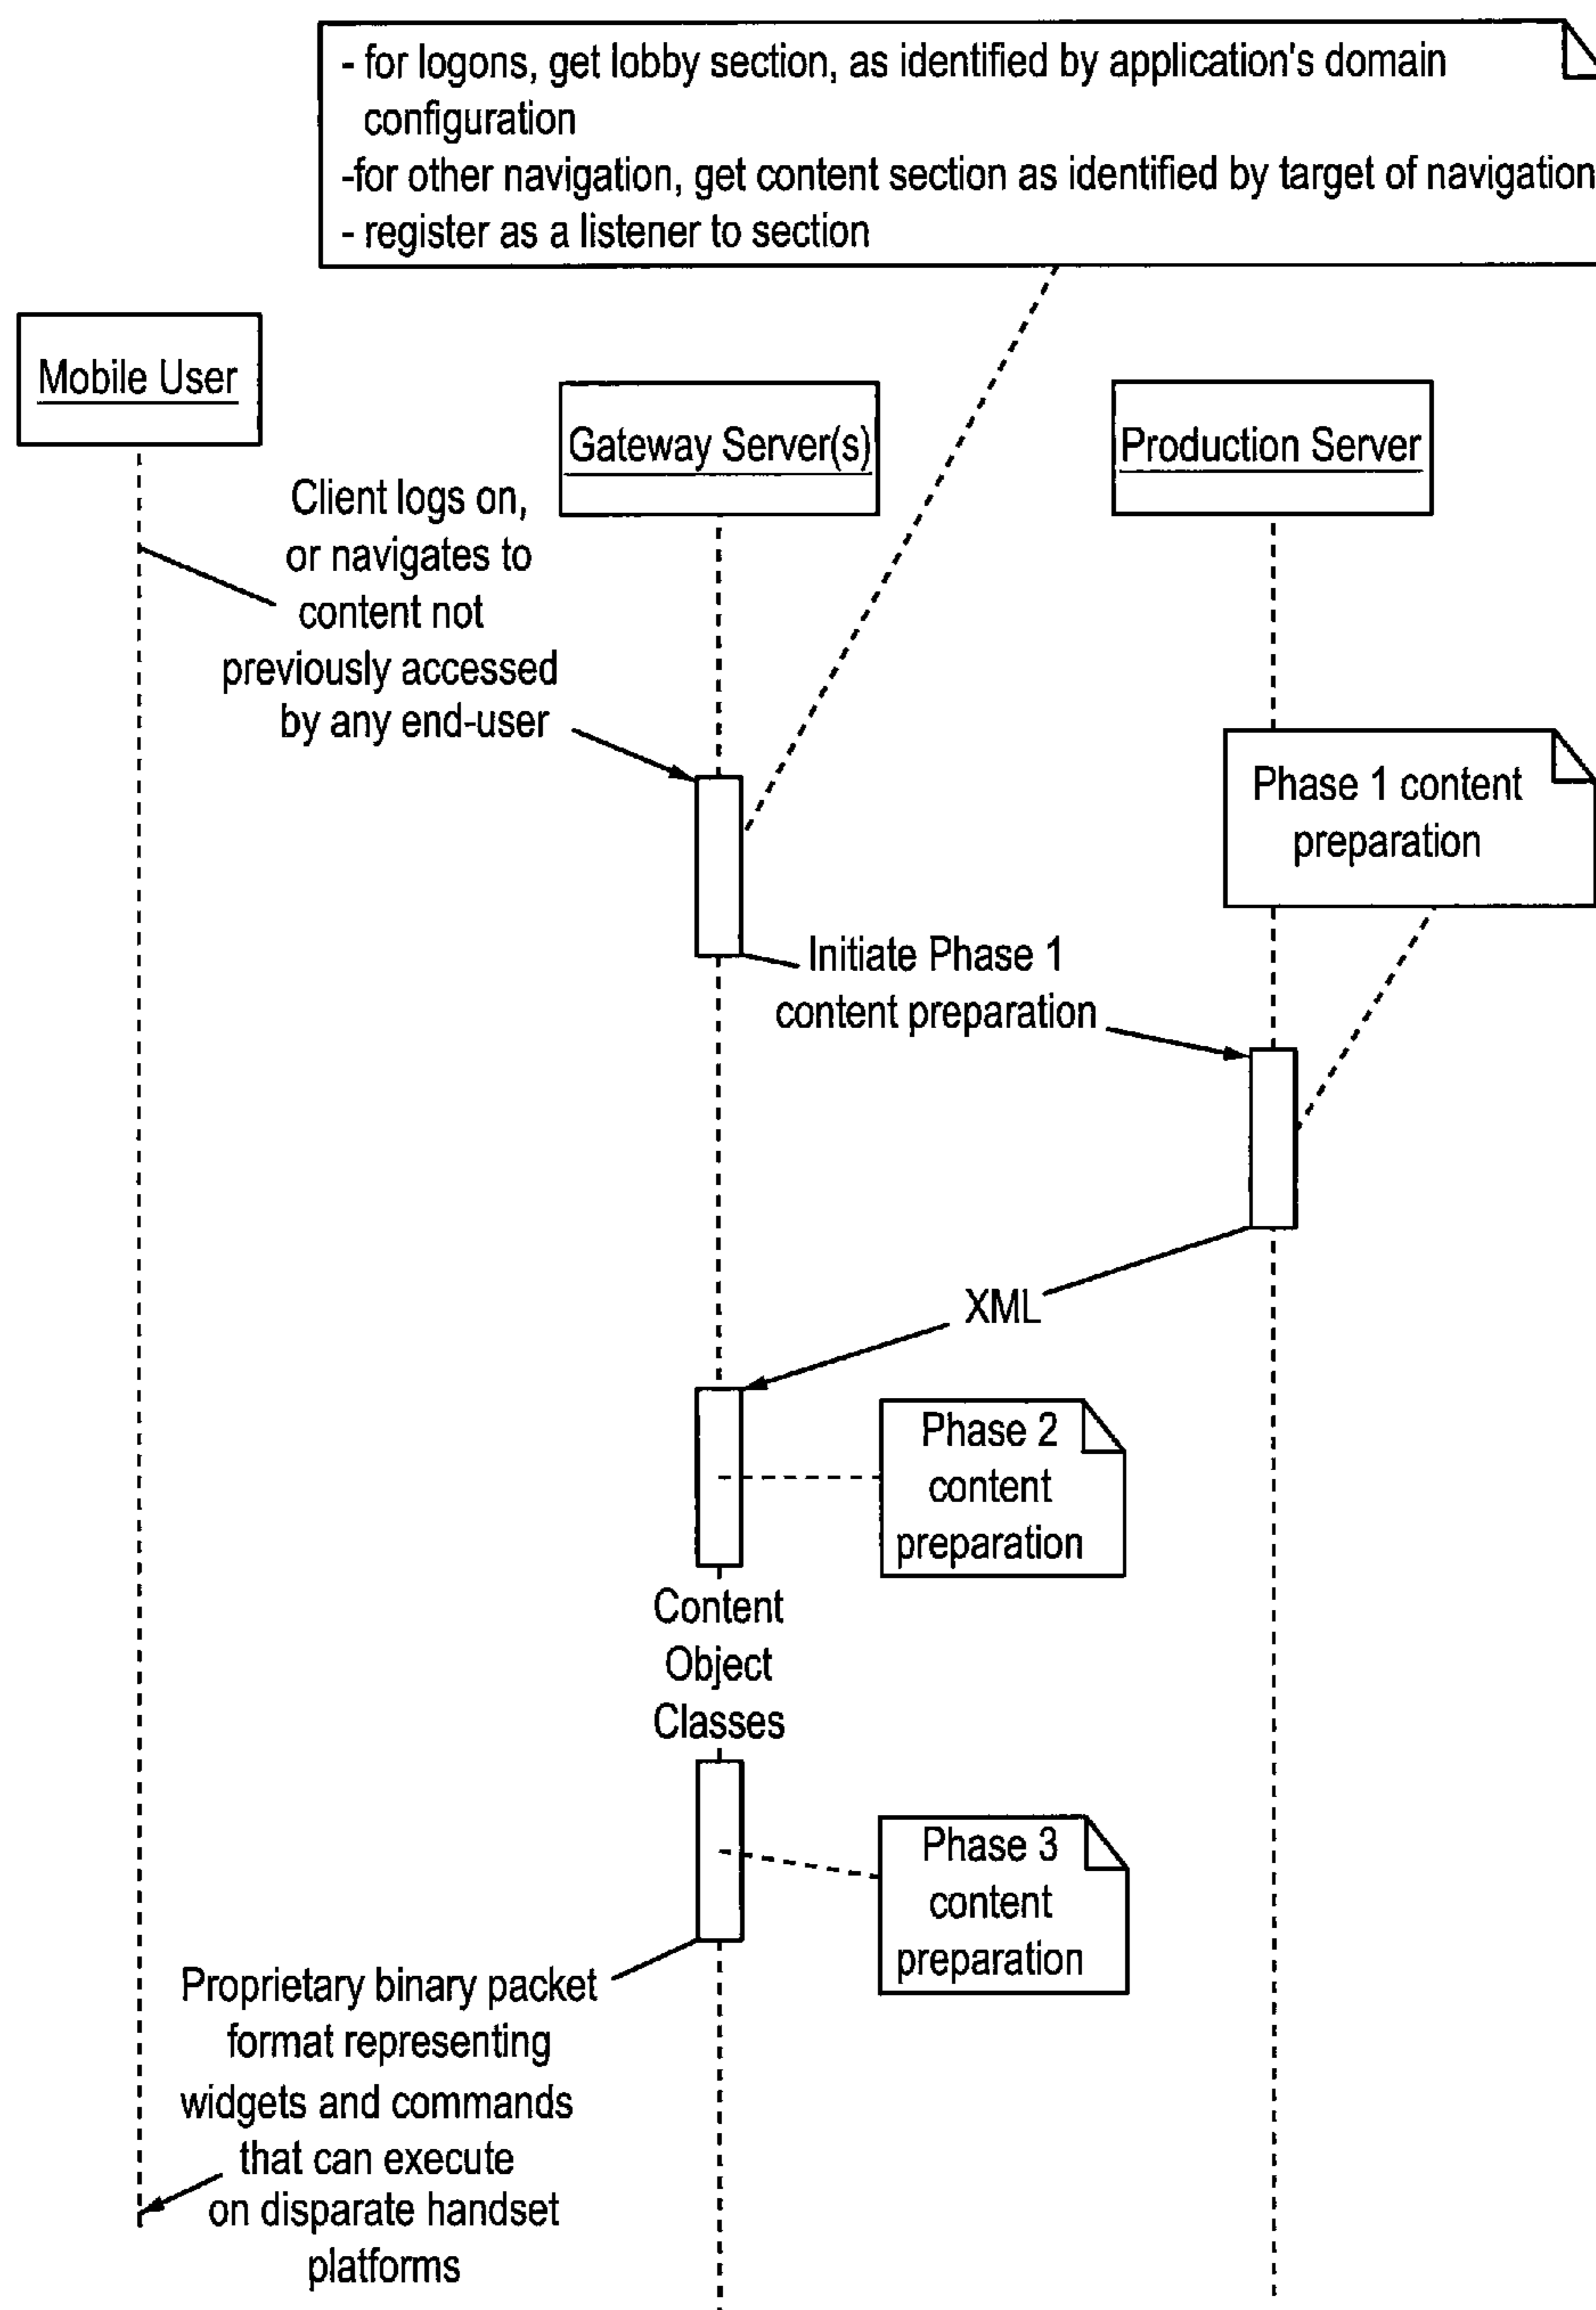 - for logons, get lobby section, as identified by application's domain
configuration
-for other navigation, get content section as identified by target of navigation
- register as a listener to section
Mobile User
Gateway Server(s)
Production Server
Client logs on,
or navigates to
content not
previously accessed
by any end-user
Phase 1 content
preparation
Initiate Phase 1
content preparation
XML
Phase 2
content
preparation
Content
Object
Classes
Phase 3
content
preparation
Proprietary binary packet
format representing
widgets and commands
that can execute
on disparate handset
platforms